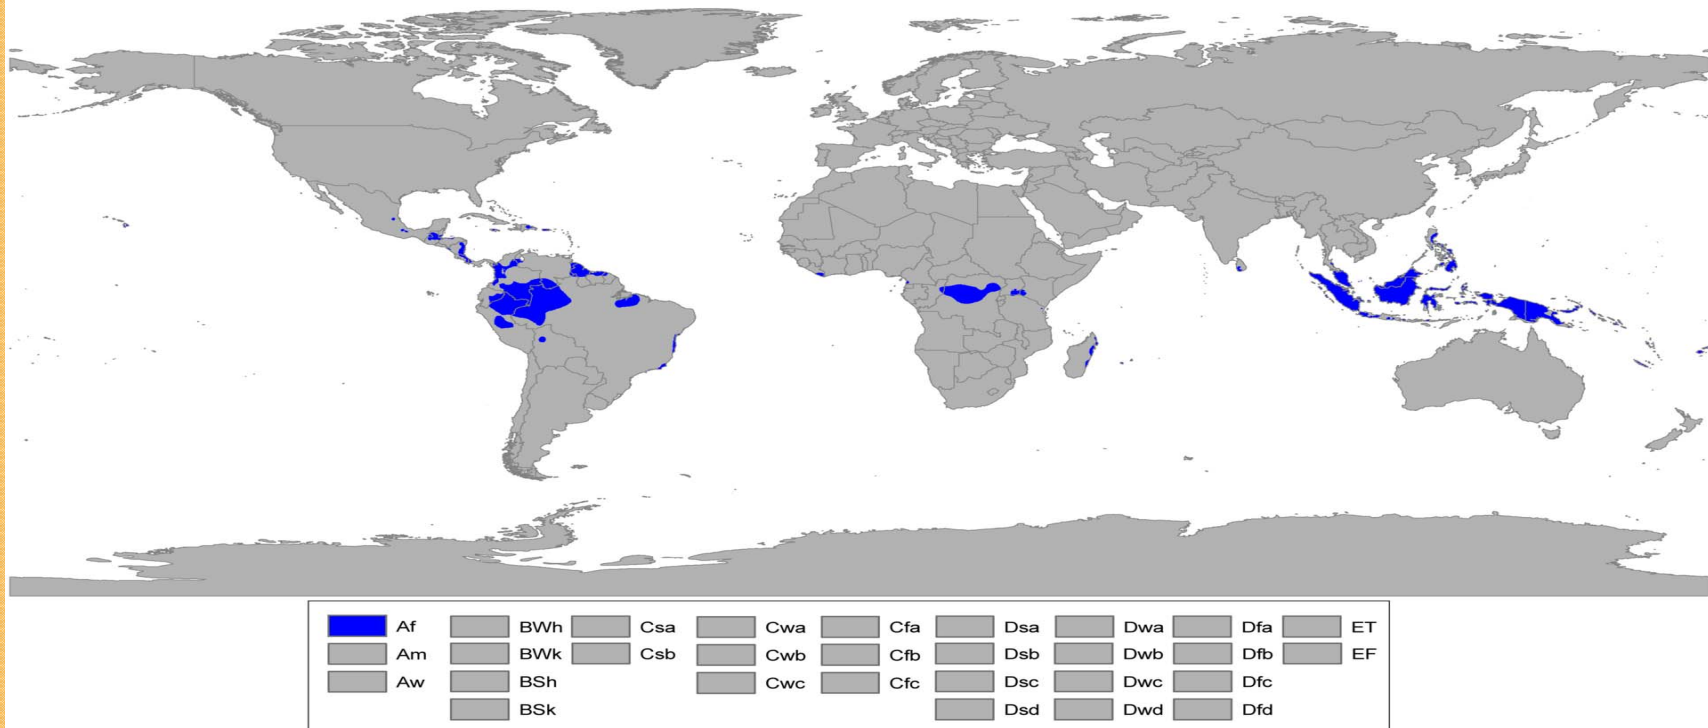 Af BWh Csa Cwa Cfa Dsa Dwa Dfa ET
Am BWk Csb Cwb Cfb Dsb Dwb Dfb EF
Aw BSh Cwc Cfc Dsc Dwc Dfc
BSk Dsd Dwd Dfd